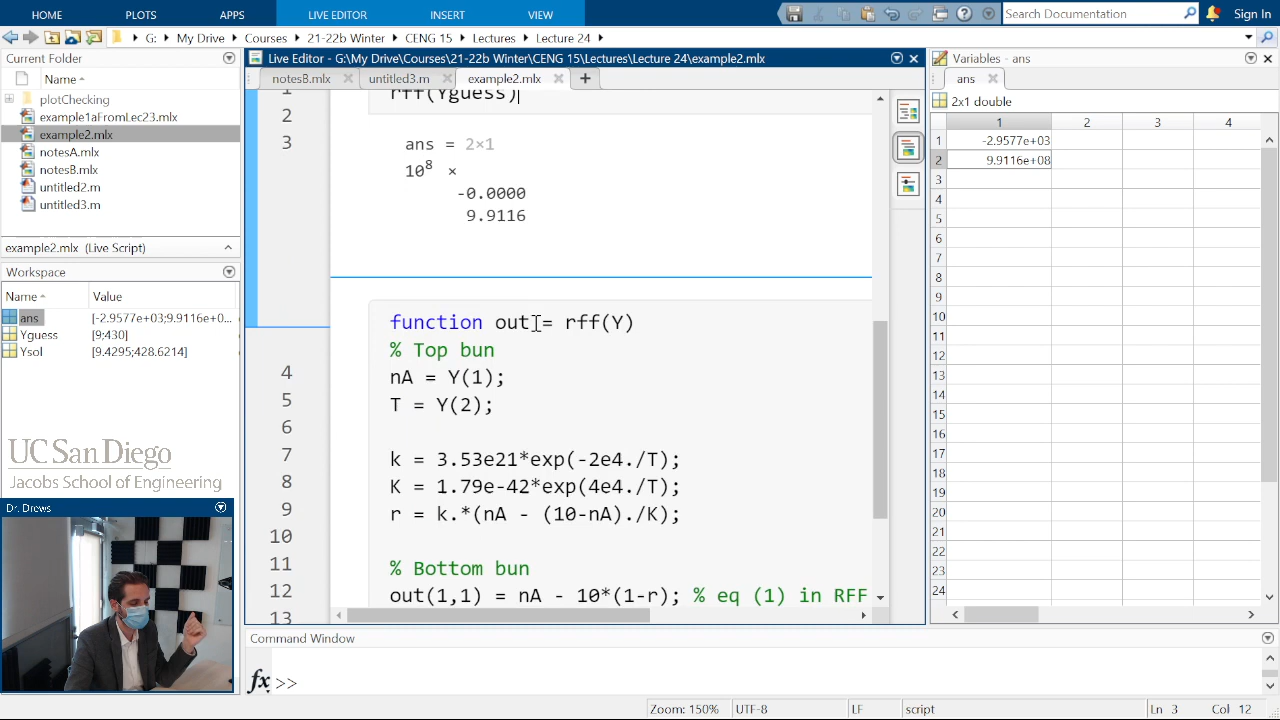 HOME PLOTS APPS LIVE EDITOR INSERT VIEW Search Documentation Sign In
G: My Drive Courses 21-22b Winter CENG 15 Lectures Lecture 24
Current Folder
Name
plotChecking
example1aFromLec23.mlx
example2.mlx
notesA.mlx
notesB.mlx
untitled2.m
untitled3.m
example2.mlx (Live Script)
Workspace
Name Value
ans [-2.9577e+03;9.9116e+0...
Yguess [9;430]
Ysol [9.4295;428.6214]
UC San Diego
Jacobs School of Engineering
Dr. Drews
Live Editor - G:\My Drive\Courses\21-22b Winter\CENG 15\Lectures\Lecture 24\example2.mlx
notesB.mlx untitled3.m example2.mlx
1 rff(Yguess)
2
3
ans = 2×1
10⁸ ×
-0.0000
9.9116
function out = rff(Y)
4 % Top bun
5 nA = Y(1);
6 T = Y(2);
7
8 k = 3.53e21*exp(-2e4./T);
9 K = 1.79e-42*exp(4e4./T);
10 r = k.*(nA - (10-nA)./K);
11
12 % Bottom bun
13 out(1,1) = nA - 10*(1-r); % eq (1) in RFF
Variables - ans
ans
2x1 double
1 2 3 4
1 -2.9577e+03
2 9.9116e+08
3
4
5
6
7
8
9
10
11
12
13
14
15
16
17
18
19
20
21
22
23
24
Command Window
fx >>
Zoom: 150% UTF-8 LF script Ln 3 Col 12